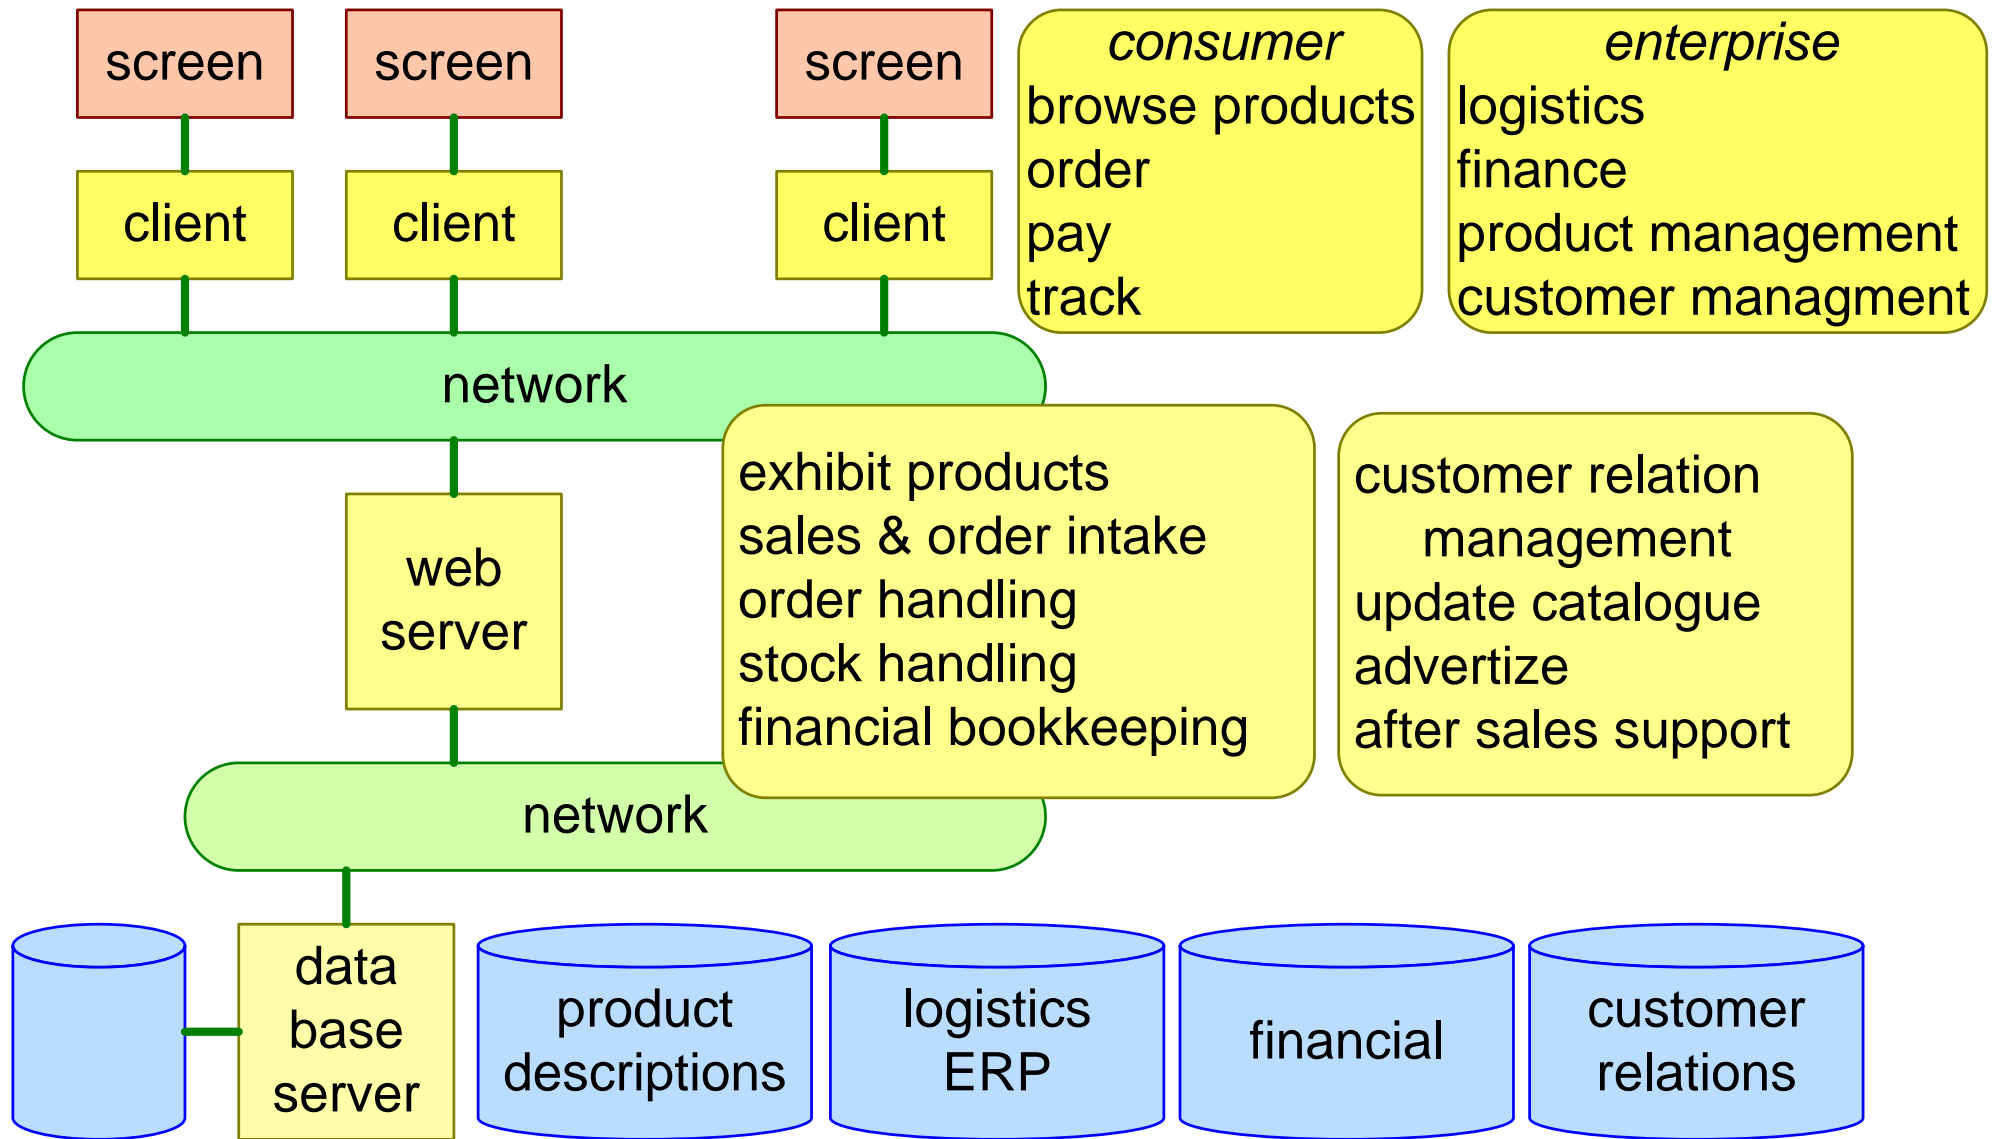 screen
screen
screen
client
client
client
consumer
browse products
order
pay
track
enterprise
logistics
finance
product management
customer managment
network
web
server
exhibit products
sales & order intake
order handling
stock handling
financial bookkeeping
customer relation
management
update catalogue
advertize
after sales support
network
data
base
server
product
descriptions
logistics
ERP
financial
customer
relations